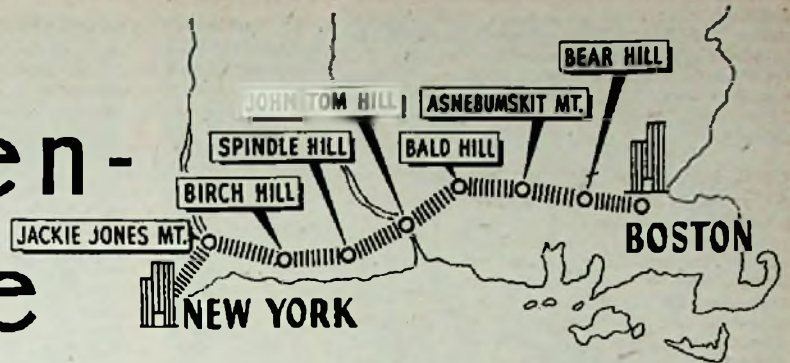 en-
e
BEAR HILL
JOHN TOM HILL
ASNEBUMSKIT MT.
SPINDLE HILL
BALD HILL
BIRCH HILL
JACKIE JONES MT.
BOSTON
NEW YORK